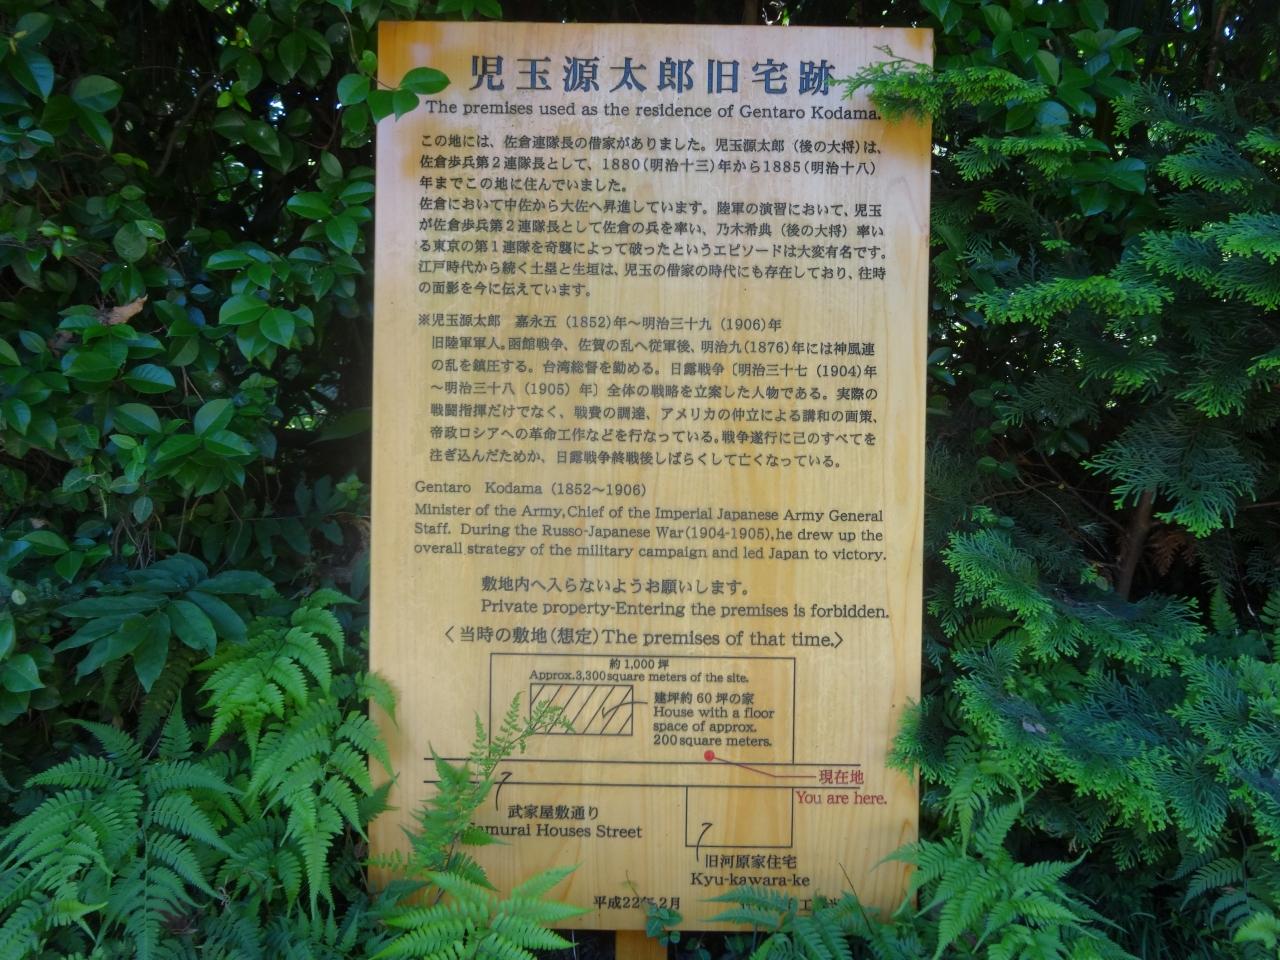 児玉源太郎旧宅跡
The premises used as the residence of Gentaro Kodama.
この地には、佐倉連隊長の借家がありました。児玉源太郎（後の大将）は、
佐倉歩兵第２連隊長として、1880(明治十三)年から1885(明治十八)
年までこの地に住んでいました。
佐倉において中佐から大佐へ昇進しています。陸軍の演習において、児玉
が佐倉歩兵第２連隊長として佐倉の兵を率い、乃木希典（後の大将）率い
る東京の第１連隊を奇襲によって破ったというエピソードは大変有名です。
江戸時代から続く土塁と生垣は、児玉の借家の時代にも存在しており、往時
の面影を今に伝えています。
※児玉源太郎　嘉永五（1852)年～明治三十九（1906)年
旧陸軍軍人。函館戦争、佐賀の乱へ従軍後、明治九(1876)年には神風連
の乱を鎮圧する。台湾総督を勤める。日露戦争〔明治三十七（1904)年
～明治三十八（1905）年〕全体の戦略を立案した人物である。実際の
戦闘指揮だけでなく、戦費の調達、アメリカの仲立による講和の画策、
帝政ロシアへの革命工作などを行なっている。戦争遂行に己のすべてを
注ぎ込んだためか、日露戦争終戦後しばらくして亡くなっている。
Gentaro Kodama (1852～1906)
Minister of the Army,Chief of the Imperial Japanese Army General
Staff. During the Russo-Japanese War(1904-1905),he drew up the
overall strategy of the military campaign and led Japan to victory.
敷地内へ入らないようお願いします。
Private property-Entering the premises is forbidden.
〈当時の敷地(想定)The premises of that time.〉
約1,000坪
Approx.3,300square meters of the site.
建坪約60坪の家
House with a floor
space of approx.
200square meters.
現在地
You are here.
武家屋敷通り
Samurai Houses Street
旧河原家住宅
Kyu-kawara-ke
平成22年2月